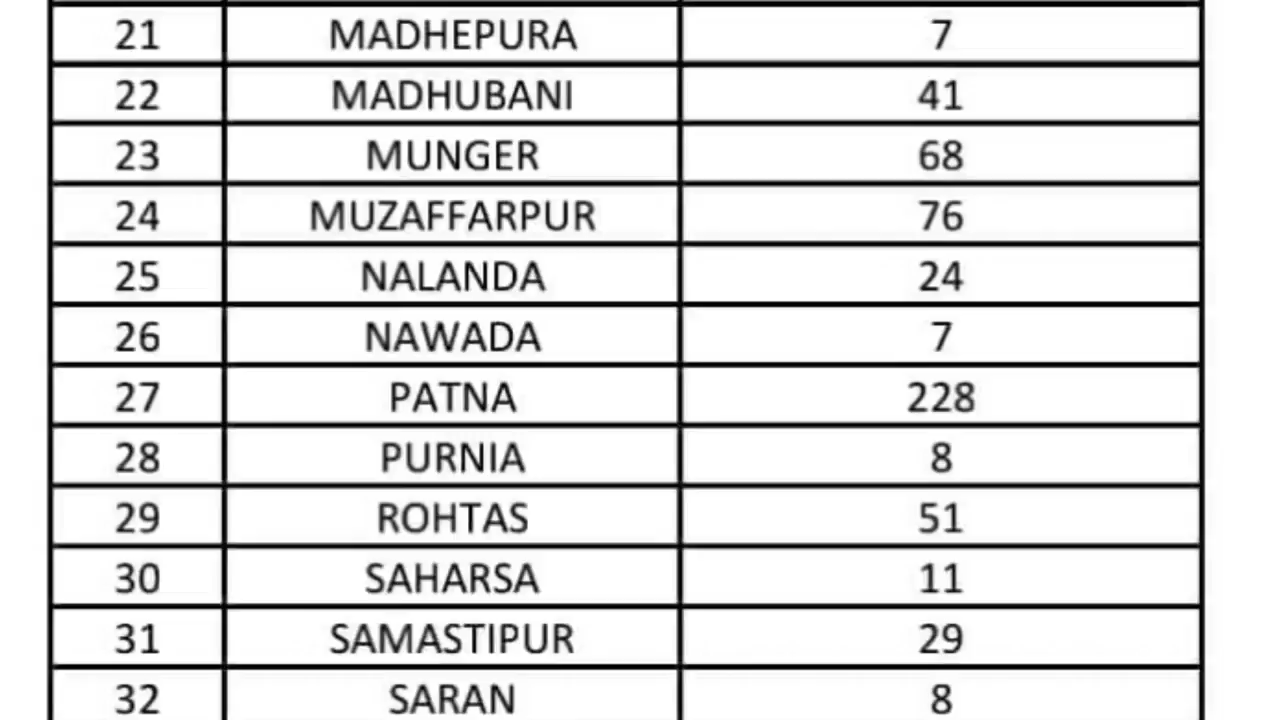 21 MADHEPURA 7
22 MADHUBANI 41
23 MUNGER 68
24 MUZAFFARPUR 76
25 NALANDA 24
26 NAWADA 7
27 PATNA 228
28 PURNIA 8
29 ROHTAS 51
30 SAHARSA 11
31 SAMASTIPUR 29
32 SARAN 8